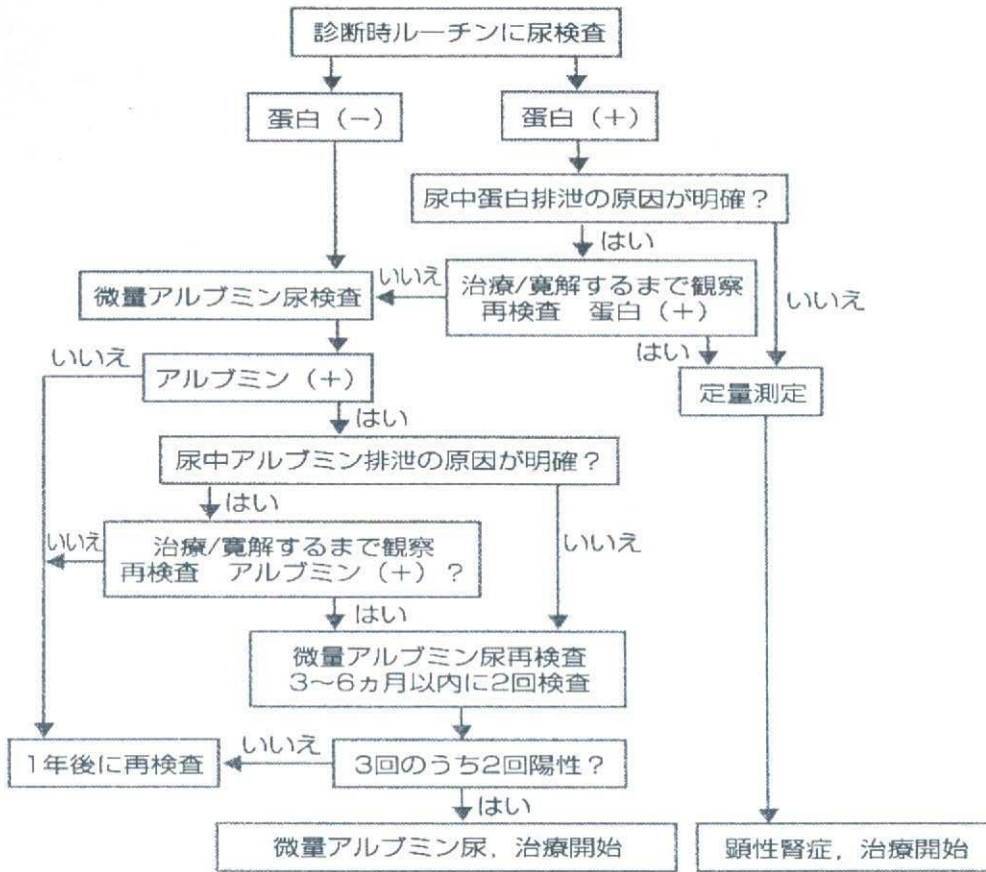 診断時ルーチンに尿検査
蛋白（－）
蛋白（＋）
尿中蛋白排泄の原因が明確？
はい
いいえ
治療/寛解するまで観察
再検査　蛋白（＋）
いいえ
微量アルブミン尿検査
はい
定量測定
いいえ
アルブミン（＋）
はい
尿中アルブミン排泄の原因が明確？
はい
いいえ
いいえ
治療/寛解するまで観察
再検査　アルブミン（＋）？
はい
微量アルブミン尿再検査
3～6ヵ月以内に2回検査
1年後に再検査
いいえ
3回のうち2回陽性？
はい
微量アルブミン尿，治療開始
顕性腎症，治療開始